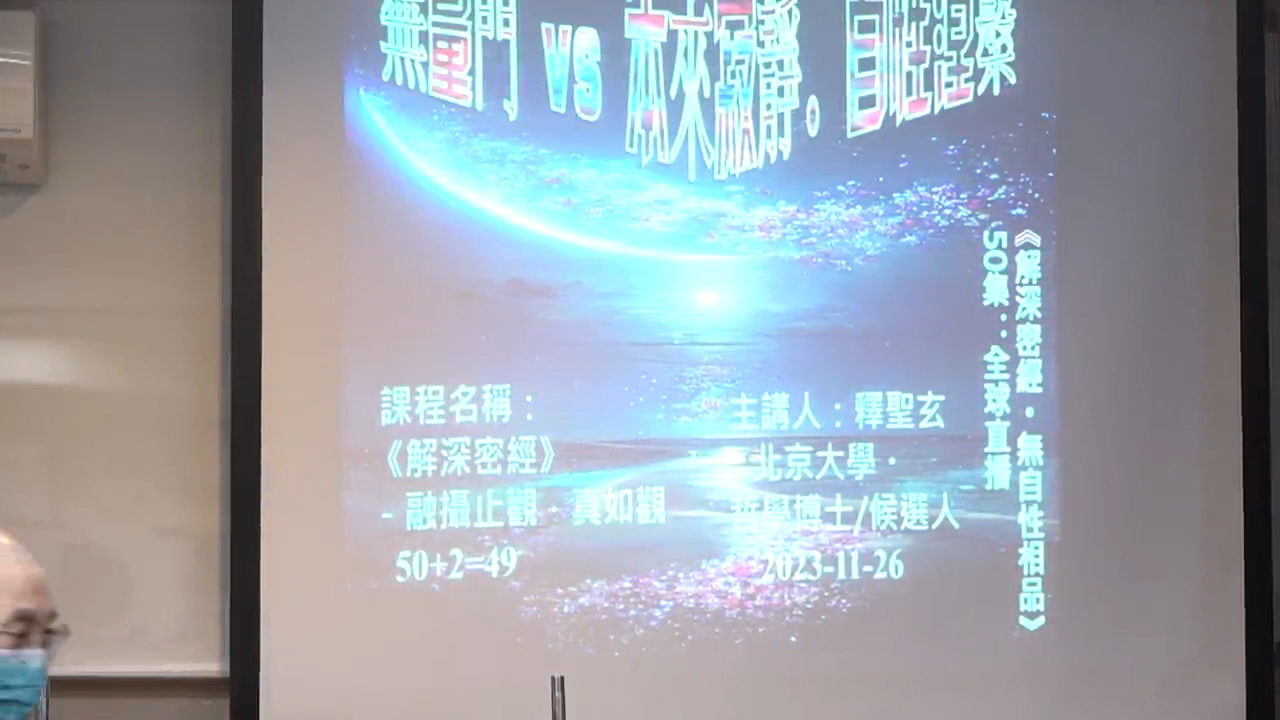 無量門 vs 本來寂靜．自性涅槃
《解深密經．無自性相品》
50集：全球直播
課程名稱：
《解深密經》
- 融攝止觀．真如觀
50+2=49
主講人：釋聖玄
北京大學．
哲學博士/候選人
2023-11-26